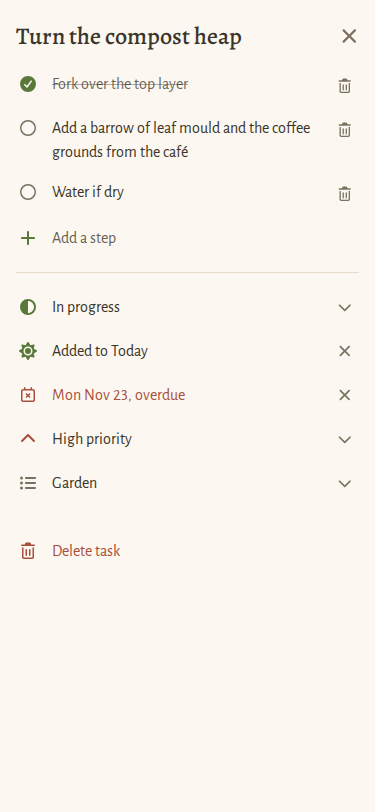 Turn the compost heap
Fork over the top layer
Add a barrow of leaf mould and the coffee
grounds from the café
Water if dry
Add a step
In progress
Added to Today
Mon Nov 23, overdue
High priority
Garden
Delete task